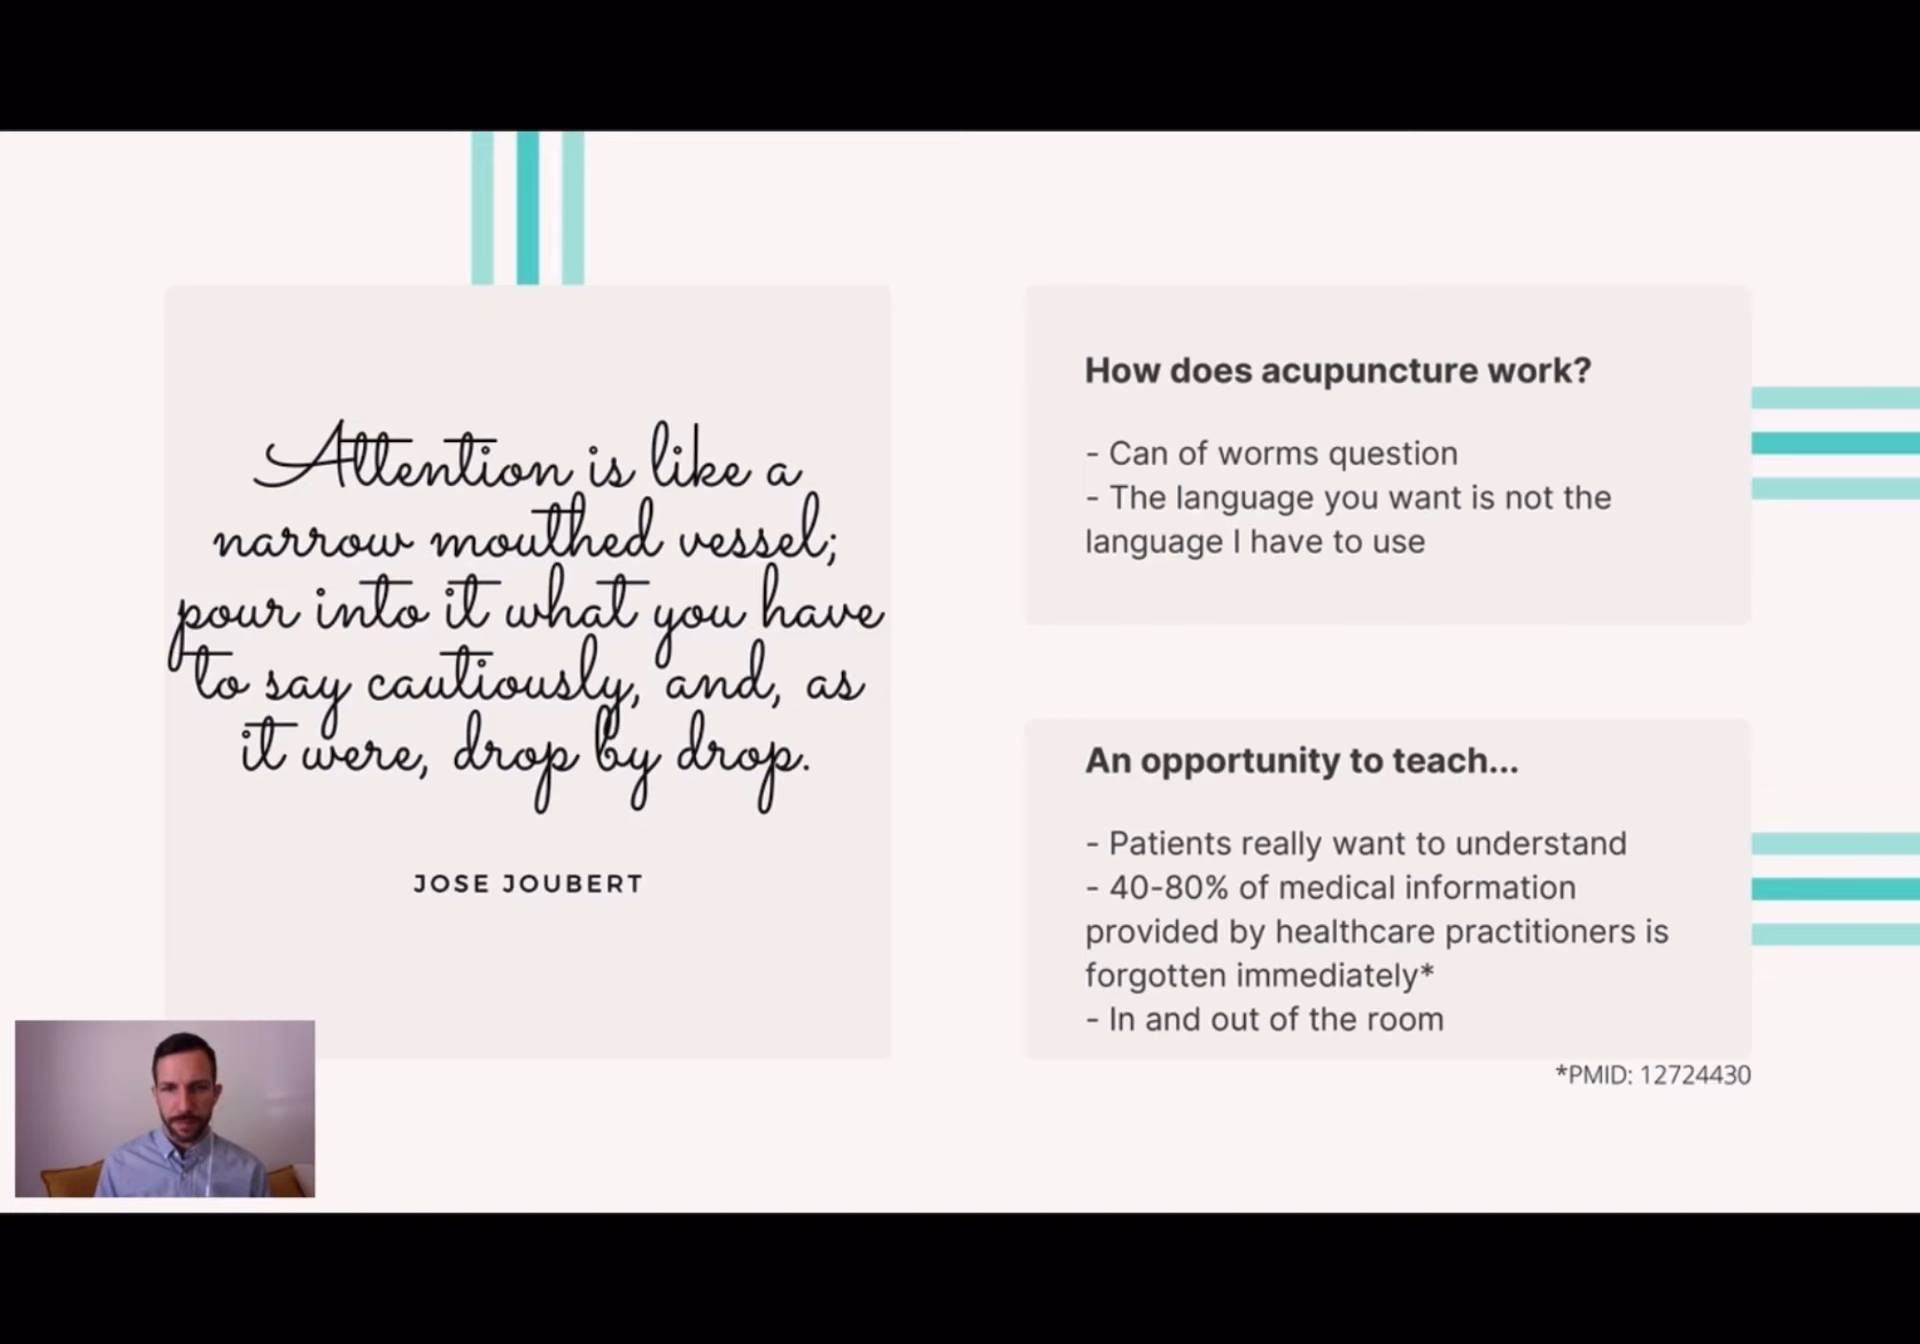 Attention is like a
narrow mouthed vessel;
pour into it what you have
to say cautiously, and, as
it were, drop by drop.
JOSE JOUBERT
How does acupuncture work?
- Can of worms question
- The language you want is not the
language I have to use
An opportunity to teach...
- Patients really want to understand
- 40-80% of medical information
provided by healthcare practitioners is
forgotten immediately*
- In and out of the room
*PMID: 12724430